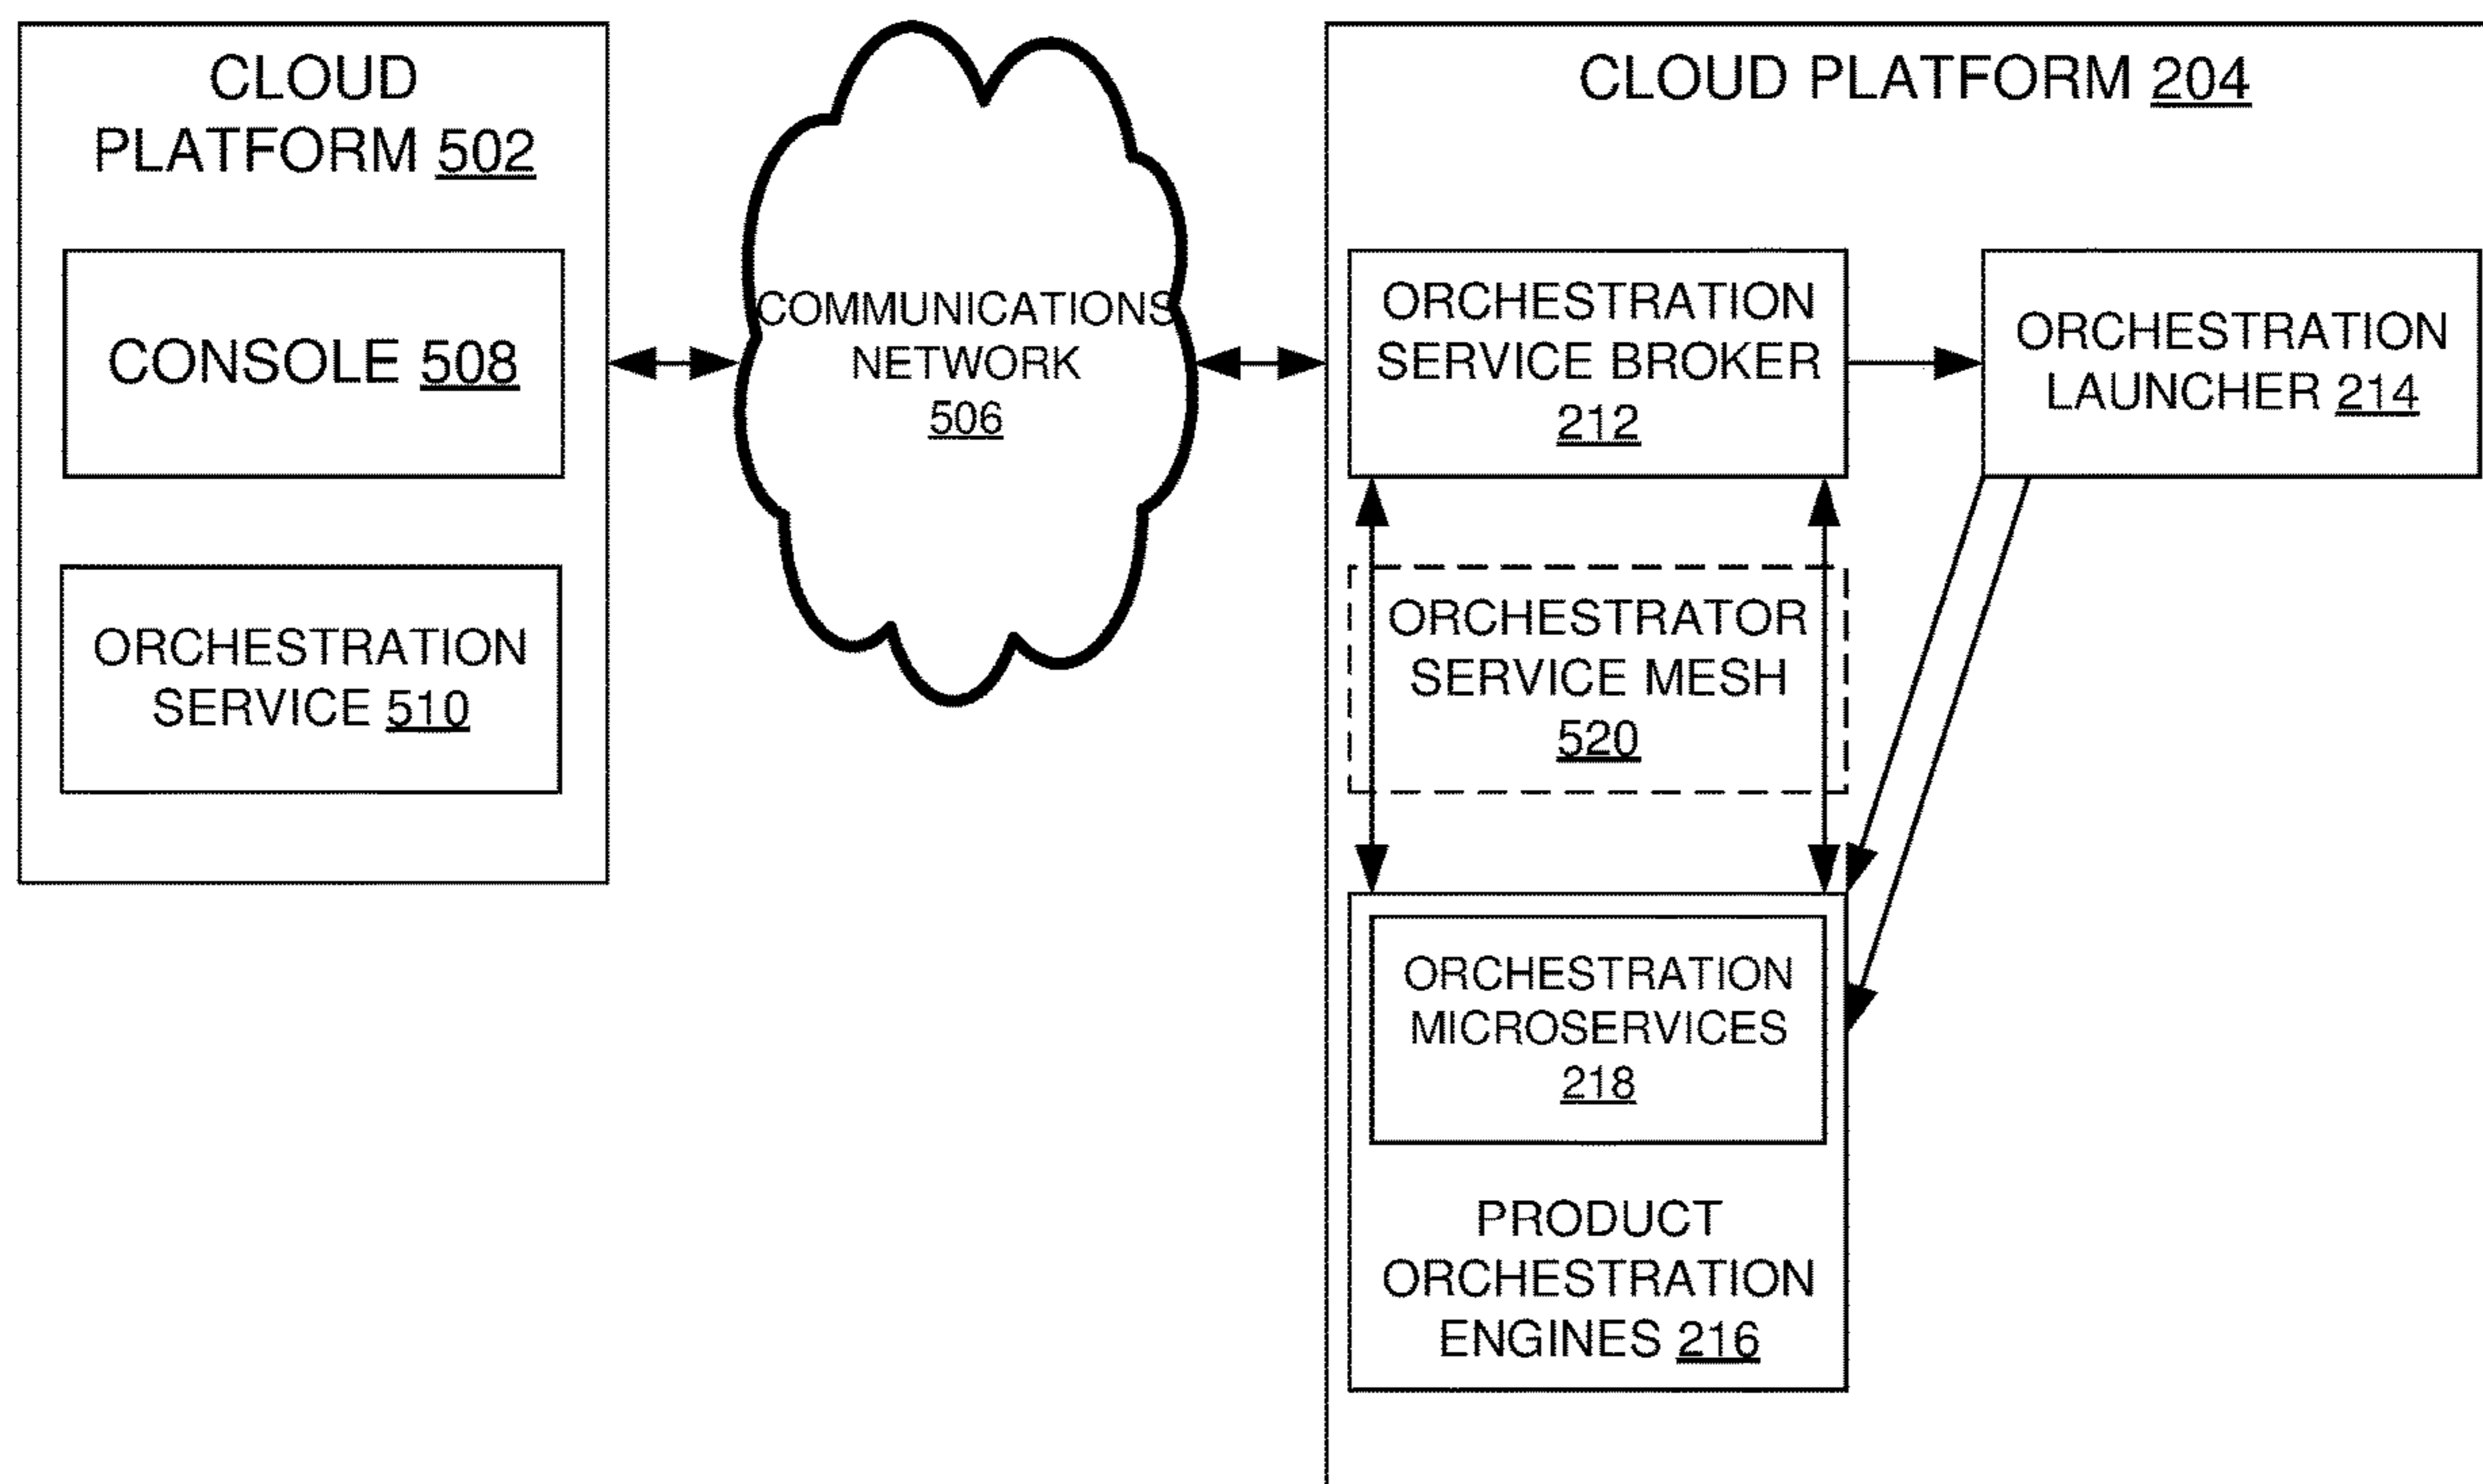 CLOUD
PLATFORM 502
CONSOLE 508
ORCHESTRATION
SERVICE 510
COMMUNICATIONS
NETWORK
506
CLOUD PLATFORM 204
ORCHESTRATION
SERVICE BROKER
212
ORCHESTRATION
LAUNCHER 214
ORCHESTRATOR
SERVICE MESH
520
ORCHESTRATION
MICROSERVICES
218
PRODUCT
ORCHESTRATION
ENGINES 216